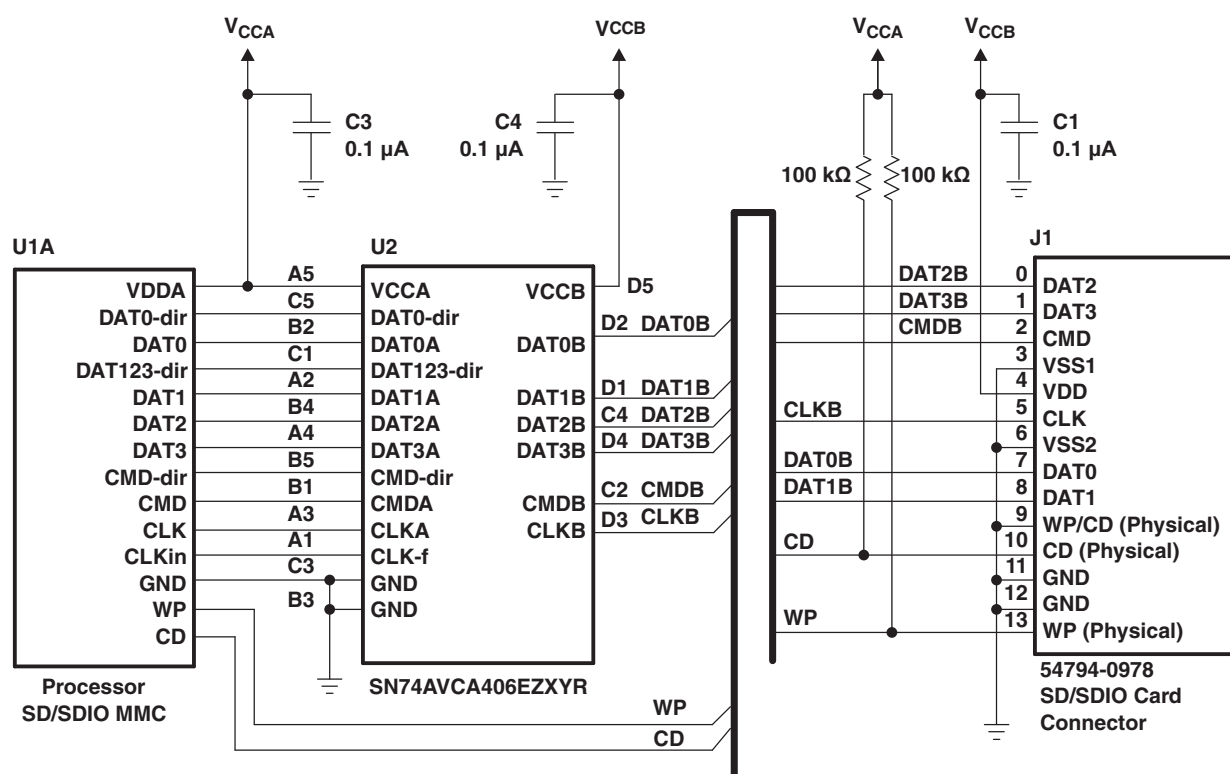 VCCA
VCCB
VCCA
VCCB
C3
0.1 µA
C4
0.1 µA
C1
0.1 µA
100 kΩ
100 kΩ
U1A
U2
J1
VDDA
DAT0-dir
DAT0
DAT123-dir
DAT1
DAT2
DAT3
CMD-dir
CMD
CLK
CLKin
GND
WP
CD
Processor
SD/SDIO MMC
A5
C5
B2
C1
A2
B4
A4
B5
B1
A3
A1
C3
B3
VCCA
DAT0-dir
DAT0A
DAT123-dir
DAT1A
DAT2A
DAT3A
CMD-dir
CMDA
CLKA
CLK-f
GND
GND
VCCB
DAT0B
DAT1B
DAT2B
DAT3B
CMDB
CLKB
SN74AVCA406EZXYR
D5
D2 DAT0B
D1 DAT1B
C4 DAT2B
D4 DAT3B
C2 CMDB
D3 CLKB
WP
CD
DAT2B
DAT3B
CMDB
CLKB
DAT0B
DAT1B
CD
WP
0 DAT2
1 DAT3
2 CMD
3 VSS1
4 VDD
5 CLK
6 VSS2
7 DAT0
8 DAT1
9 WP/CD (Physical)
10 CD (Physical)
11 GND
12 GND
13 WP (Physical)
54794-0978
SD/SDIO Card
Connector